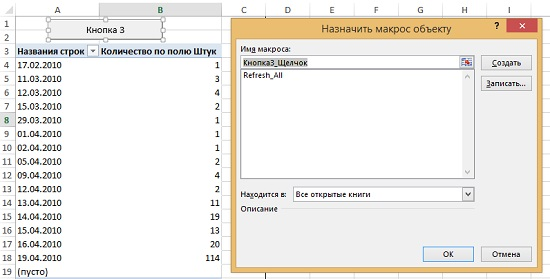 A B C D E F G H I
1
2
Кнопка 3
3 Названия строк Количество по полю Штук
4 17.02.2010 1
5 11.03.2010 3
6 12.03.2010 4
7 15.03.2010 2
8 29.03.2010 1
9 01.04.2010 1
10 02.04.2010 1
11 05.04.2010 2
12 09.04.2010 4
13 12.04.2010 2
14 13.04.2010 11
15 14.04.2010 19
16 15.04.2010 13
17 16.04.2010 20
18 19.04.2010 114
19 (пусто)
Назначить макрос объекту
? ×
Имя макроса:
Кнопка3_Щелчок
Создать
Refresh_All
Записать...
Находится в: Все открытые книги
Описание
ОК Отмена